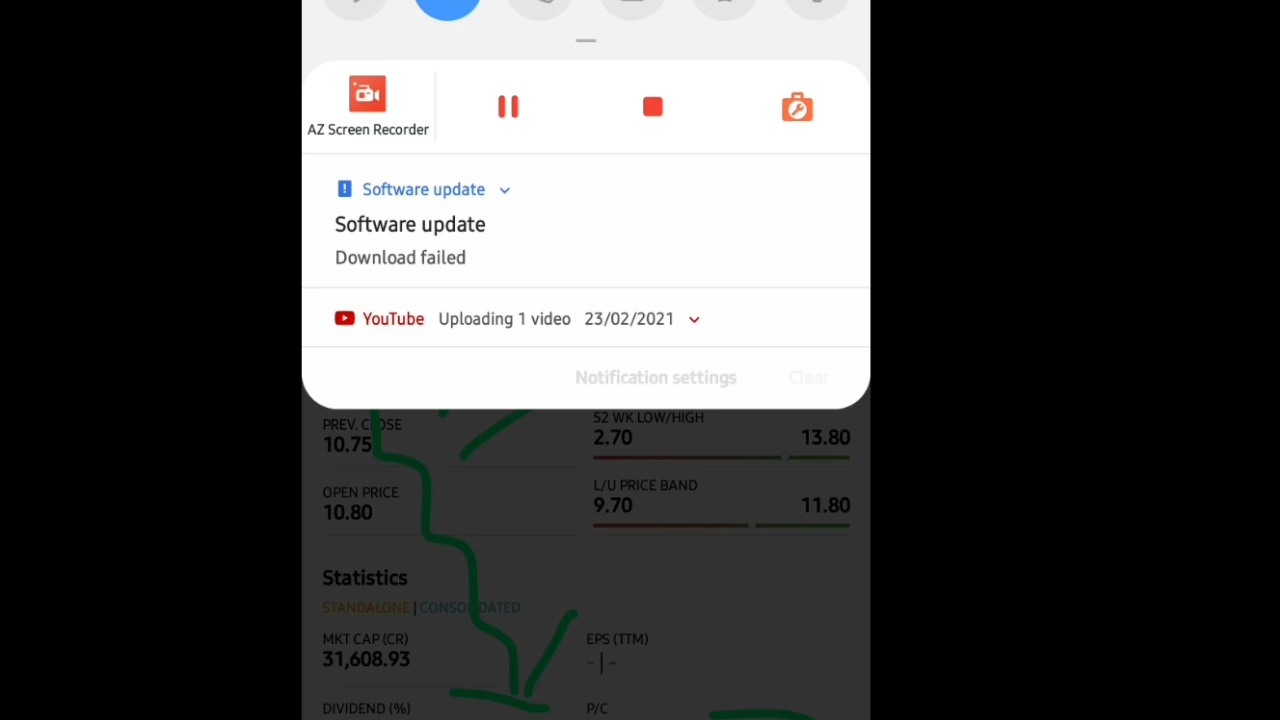 AZ Screen Recorder
Software update
Software update
Download failed
YouTube Uploading 1 video 23/02/2021
Notification settings Clear
PREV. CLOSE
10.75
52 WK LOW/HIGH
2.70 13.80
OPEN PRICE
10.80
L/U PRICE BAND
9.70 11.80
Statistics
STANDALONE | CONSOLIDATED
MKT CAP (CR)
31,608.93
EPS (TTM)
- | -
DIVIDEND (%)
P/C